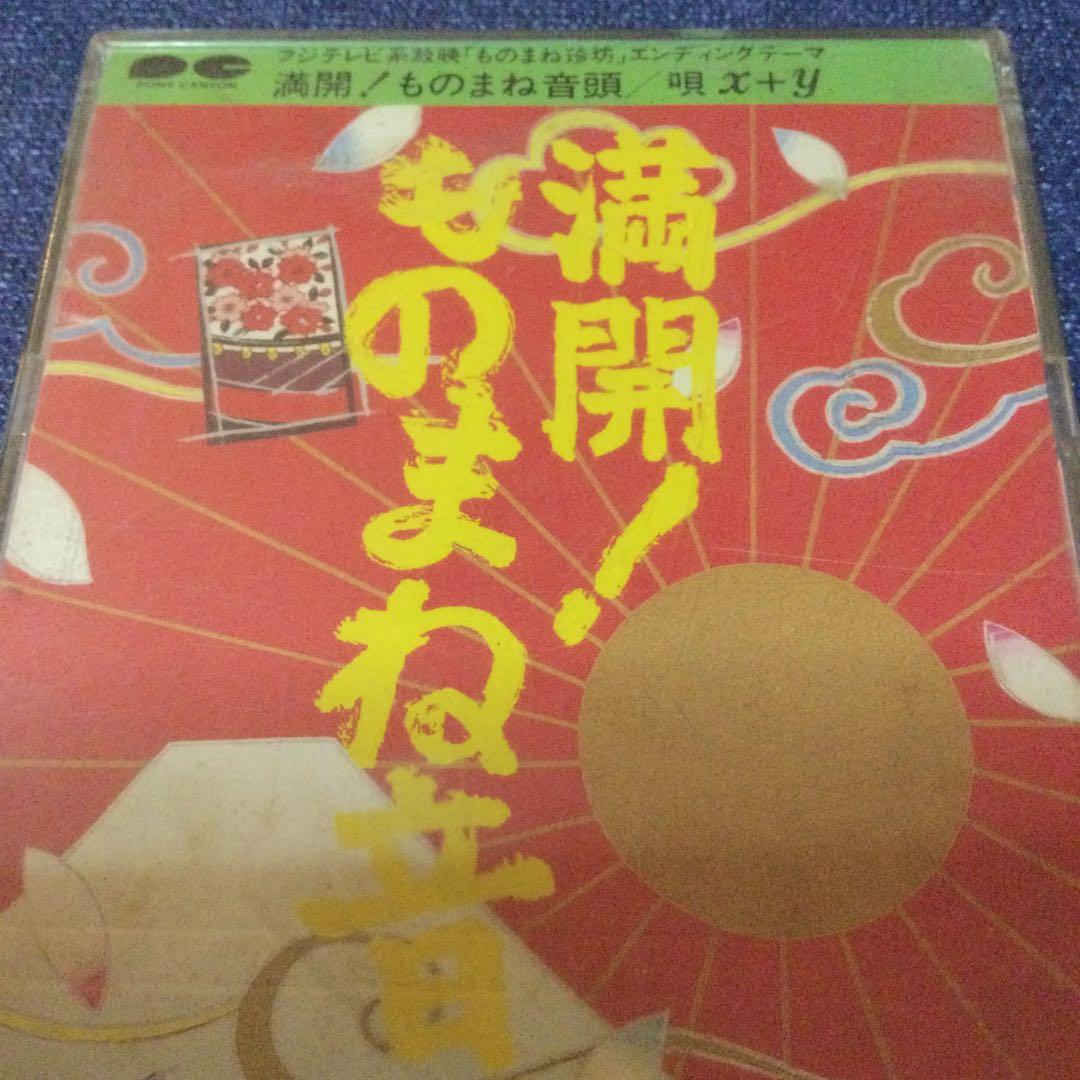 PONY CANYON
フジテレビ系放映「ものまね珍坊」エンディングテーマ
満開!ものまね音頭/唄 x+y
満開!
ものまね音